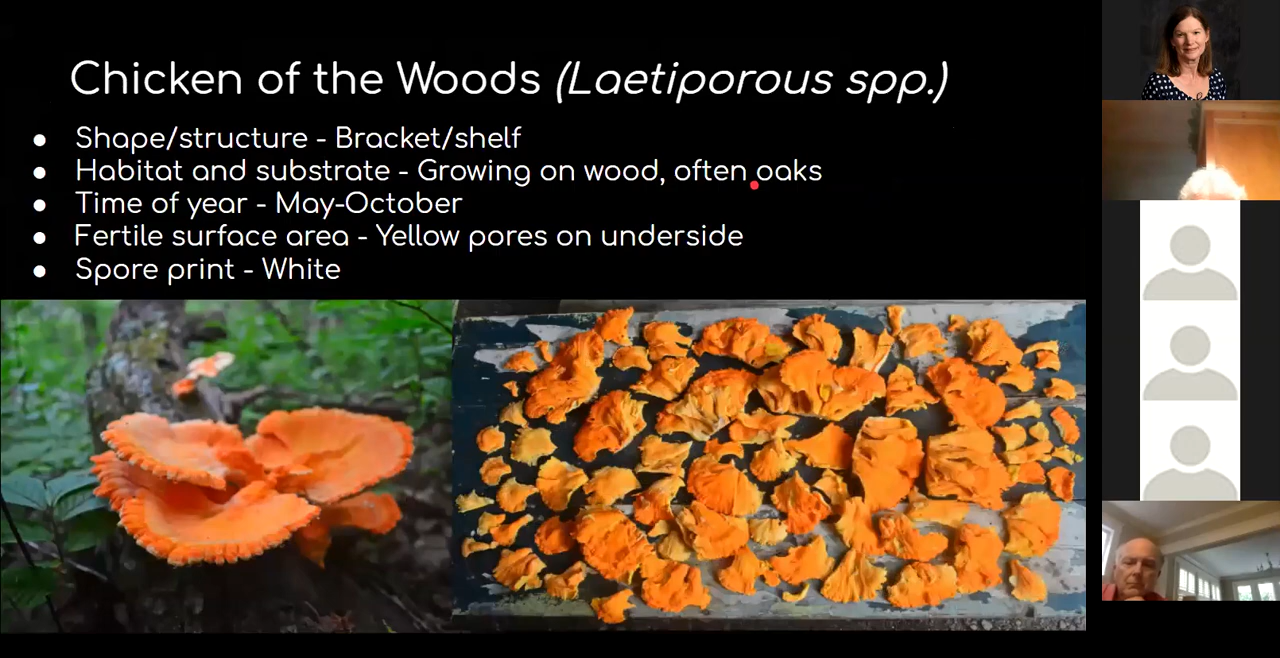 Chicken of the Woods (Laetiporous spp.)
● Shape/structure - Bracket/shelf
● Habitat and substrate - Growing on wood, often oaks
● Time of year - May-October
● Fertile surface area - Yellow pores on underside
● Spore print - White